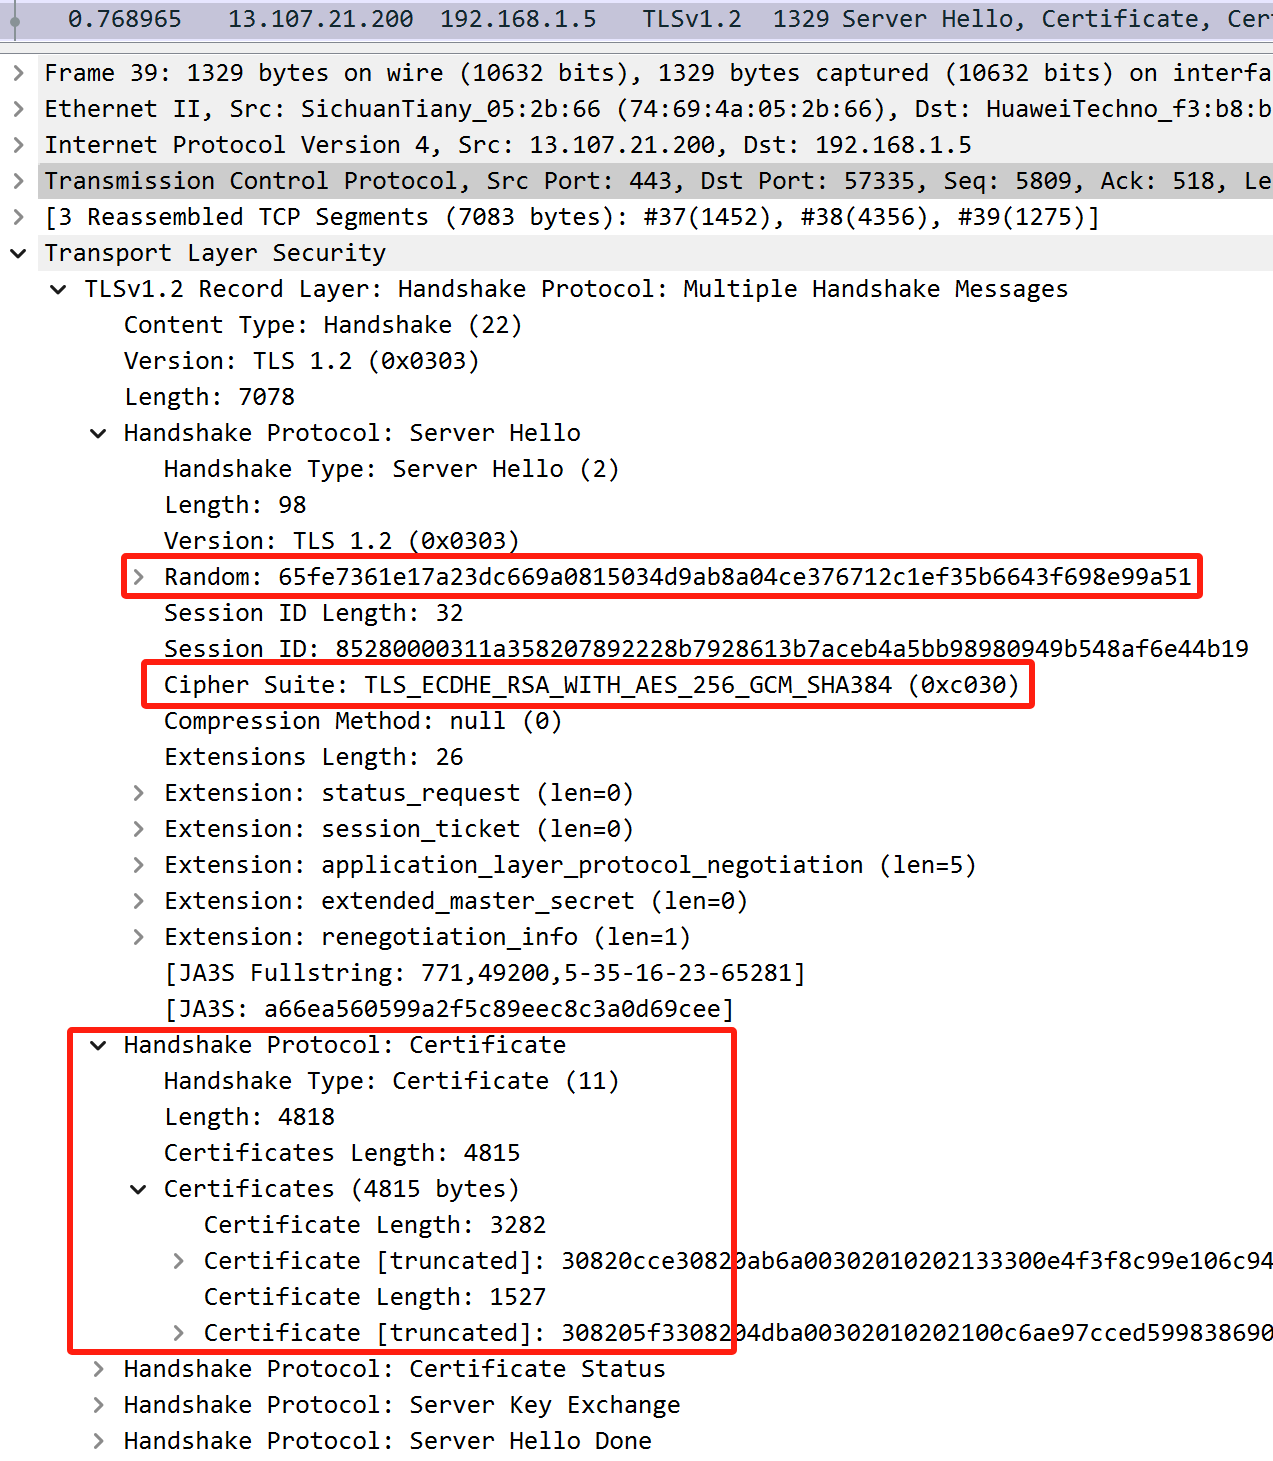 0.768965 13.107.21.200 192.168.1.5 TLSv1.2 1329 Server Hello, Certificate, Cer
Frame 39: 1329 bytes on wire (10632 bits), 1329 bytes captured (10632 bits) on interfa
Ethernet II, Src: SichuanTiany_05:2b:66 (74:69:4a:05:2b:66), Dst: HuaweiTechno_f3:b8:b
Internet Protocol Version 4, Src: 13.107.21.200, Dst: 192.168.1.5
Transmission Control Protocol, Src Port: 443, Dst Port: 57335, Seq: 5809, Ack: 518, Le
[3 Reassembled TCP Segments (7083 bytes): #37(1452), #38(4356), #39(1275)]
Transport Layer Security
TLSv1.2 Record Layer: Handshake Protocol: Multiple Handshake Messages
Content Type: Handshake (22)
Version: TLS 1.2 (0x0303)
Length: 7078
Handshake Protocol: Server Hello
Handshake Type: Server Hello (2)
Length: 98
Version: TLS 1.2 (0x0303)
Random: 65fe7361e17a23dc669a0815034d9ab8a04ce376712c1ef35b6643f698e99a51
Session ID Length: 32
Session ID: 85280000311a358207892228b7928613b7aceb4a5bb98980949b548af6e44b19
Cipher Suite: TLS_ECDHE_RSA_WITH_AES_256_GCM_SHA384 (0xc030)
Compression Method: null (0)
Extensions Length: 26
Extension: status_request (len=0)
Extension: session_ticket (len=0)
Extension: application_layer_protocol_negotiation (len=5)
Extension: extended_master_secret (len=0)
Extension: renegotiation_info (len=1)
[JA3S Fullstring: 771,49200,5-35-16-23-65281]
[JA3S: a66ea560599a2f5c89eec8c3a0d69cee]
Handshake Protocol: Certificate
Handshake Type: Certificate (11)
Length: 4818
Certificates Length: 4815
Certificates (4815 bytes)
Certificate Length: 3282
Certificate [truncated]: 30820cce30820ab6a00302010202133300e4f3f8c99e106c94
Certificate Length: 1527
Certificate [truncated]: 308205f3308204dba00302010202100c6ae97cced599838690
Handshake Protocol: Certificate Status
Handshake Protocol: Server Key Exchange
Handshake Protocol: Server Hello Done